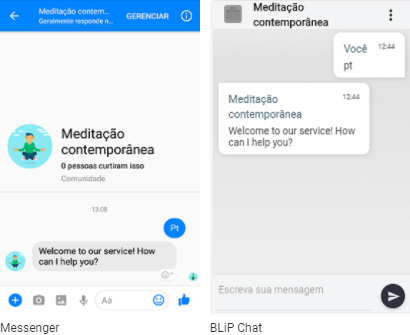 Meditação contem...
Geralmente responde n...
GERENCIAR
Meditação
contemporânea
0 pessoas curtiram isso
Comunidade
13:08
Pt
Welcome to our service! How
can I help you?
Aa
Messenger
Meditação
contemporânea
Você
12:44
pt
Meditação
contemporânea
12:44
Welcome to our service! How
can I help you?
Escreva sua mensagem
BLiP Chat